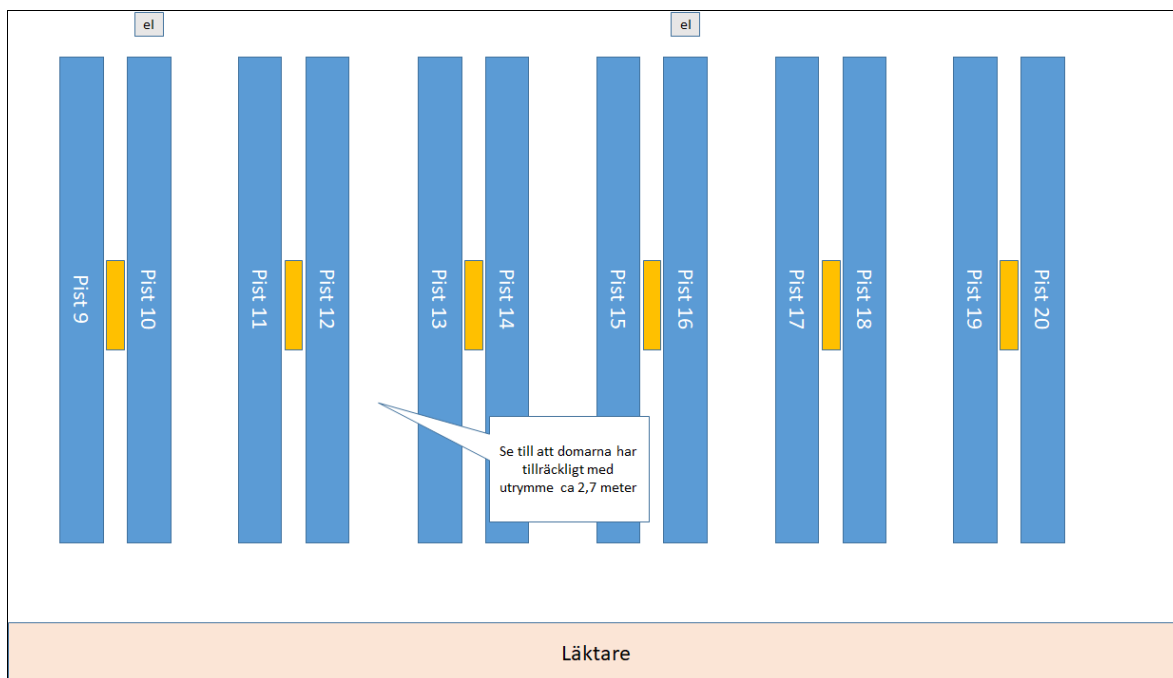 el
el
Pist 9
Pist 10
Pist 11
Pist 12
Pist 13
Pist 14
Pist 15
Pist 16
Pist 17
Pist 18
Pist 19
Pist 20
Se till att domarna har
tillräckligt med
utrymme ca 2,7 meter
Läktare